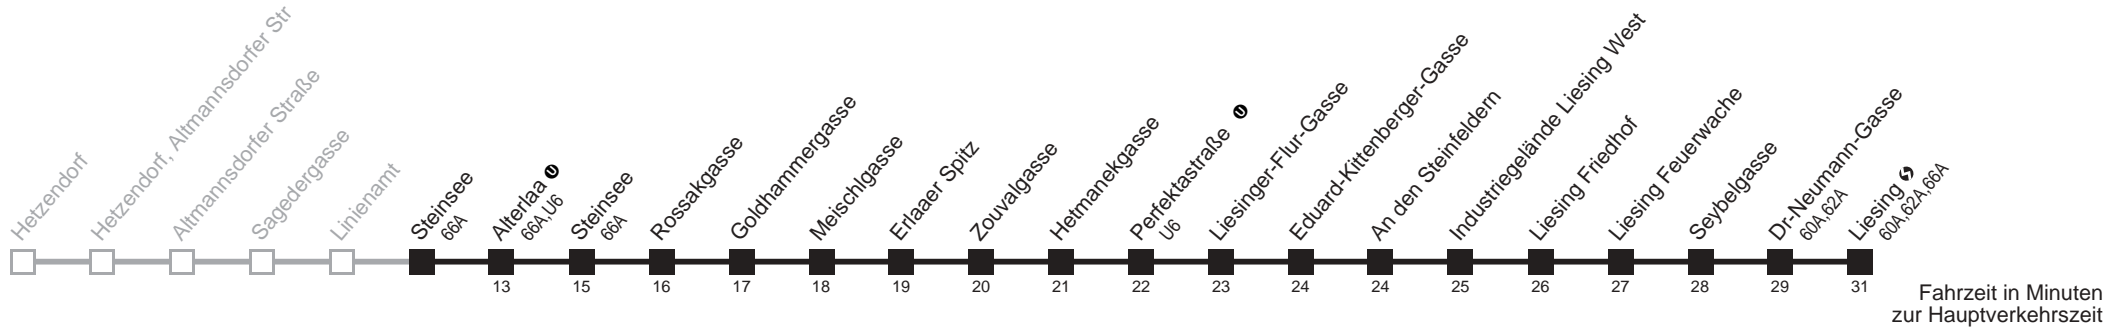 Hetzendorf
Hetzendorf, Altmannsdorfer Str
Altmannsdorfer Straße
Sagedergasse
Linienamt
Steinsee
66A
Alterlaa U
66A,U6
Steinsee
66A
Rossakgasse
Goldhammergasse
Meischlgasse
Erlaaer Spitz
Zouvalgasse
Hetmanekgasse
Perfektastraße U
U6
Liesinger-Flur-Gasse
Eduard-Kittenberger-Gasse
An den Steinfeldern
Industriegelände Liesing West
Liesing Friedhof
Liesing Feuerwache
Seybelgasse
Dr-Neumann-Gasse
60A,62A
Liesing
60A,62A,66A
13 15 16 17 18 19 20 21 22 23 24 24 25 26 27 28 29 31
Fahrzeit in Minuten
zur Hauptverkehrszeit